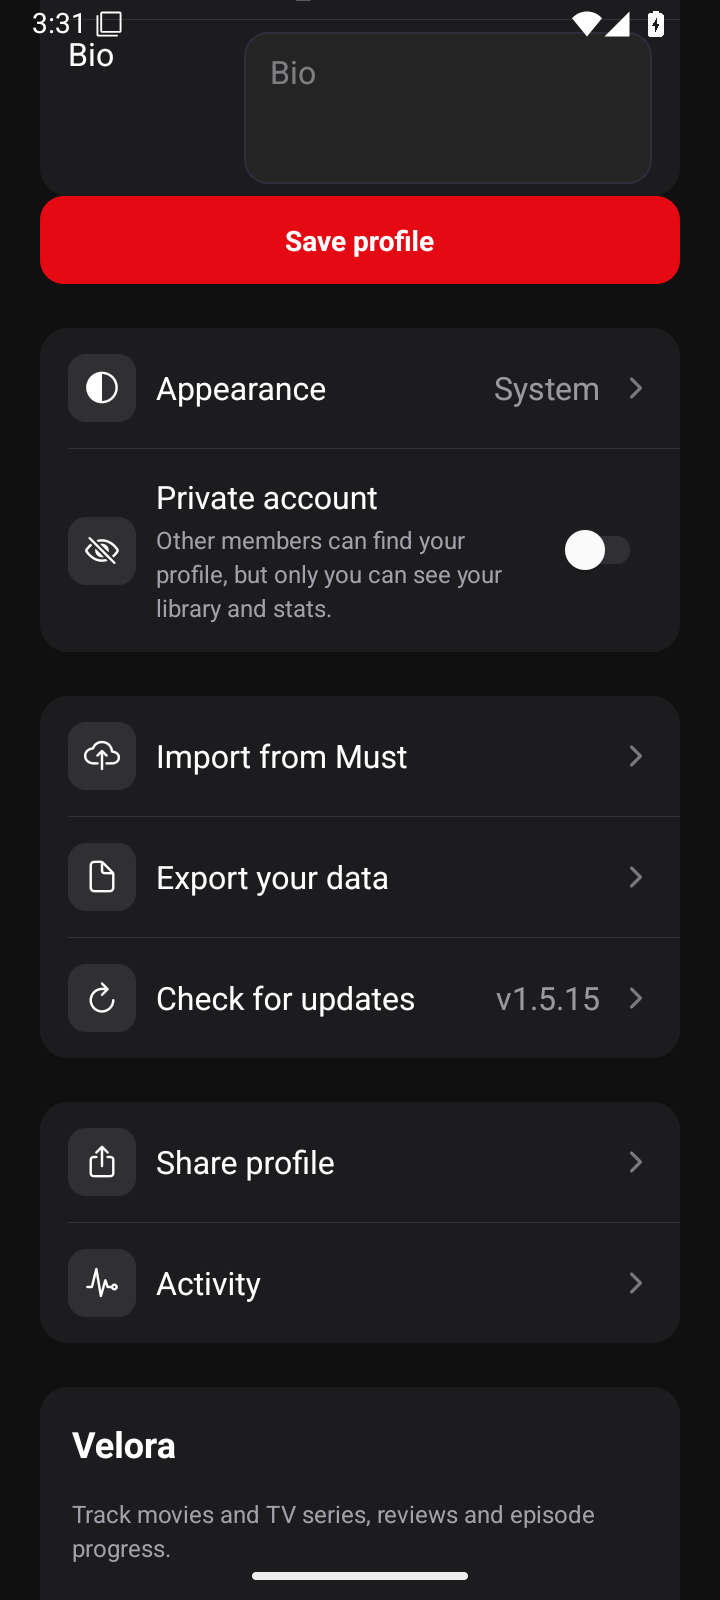 3:31
Bio
Bio
Save profile
Appearance
System
Private account
Other members can find your
profile, but only you can see your
library and stats.
Import from Must
Export your data
Check for updates
v1.5.15
Share profile
Activity
Velora
Track movies and TV series, reviews and episode
progress.